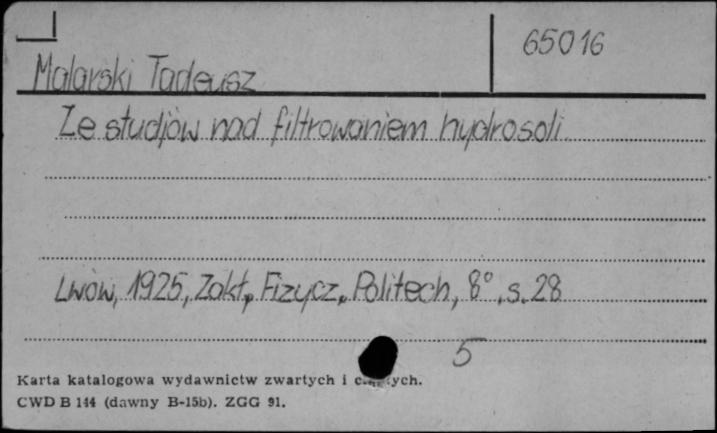 65016
Malarski Tadeusz
Ze studjów nad filtrowaniem hydrosoli.
Lwów, 1925, Zakł. Fizycz. Politech, 8°, s. 28
5
Karta katalogowa wydawnictw zwartych i
CWD B 144 (dawny B-15b). ZGG 91.